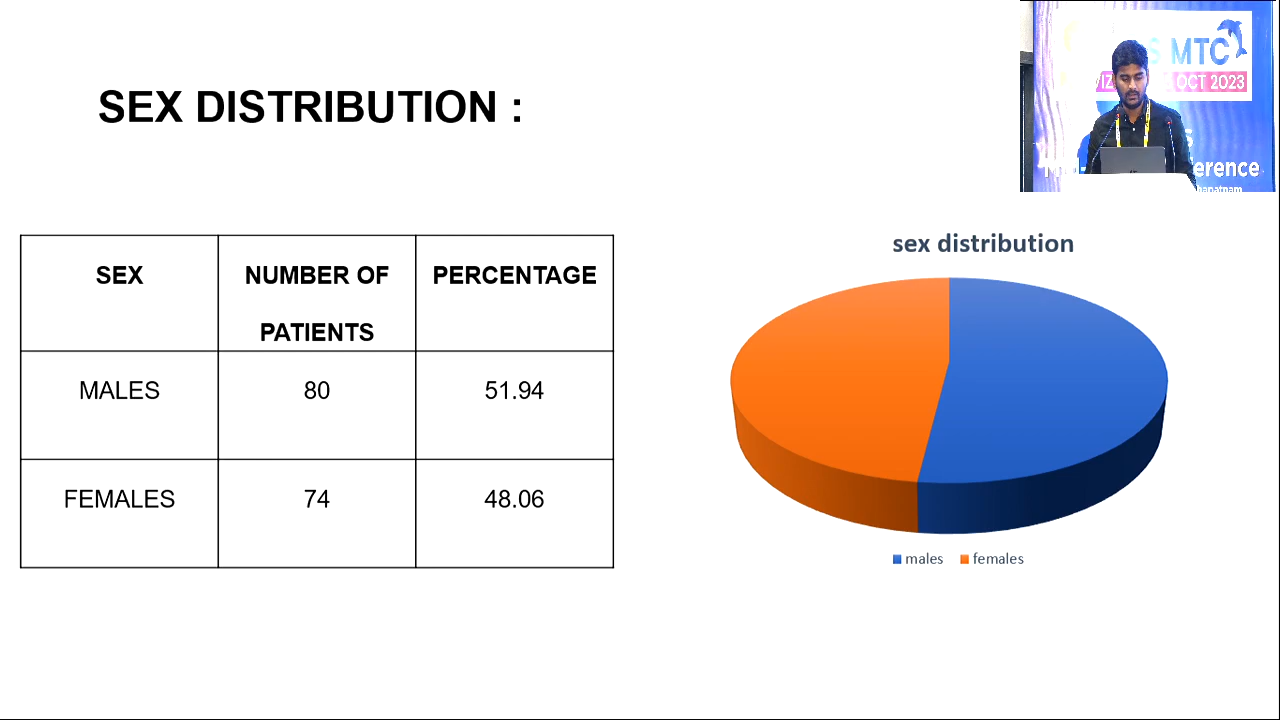 SEX DISTRIBUTION :
S MTC
OCT 2023
erence
SEX
NUMBER OF
PATIENTS
PERCENTAGE
MALES
80
51.94
FEMALES
74
48.06
sex distribution
males
females